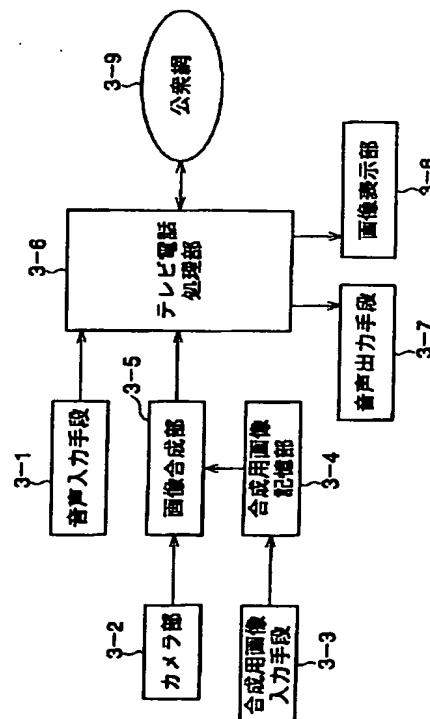 3-1
音声入力手段
3-2
カメラ部
3-3
合成用画像
入力手段
3-4
合成用画像
記憶部
3-5
画像合成部
3-6
テレビ電話
処理部
3-7
音声出力手段
3-8
画像表示部
3-9
公衆網